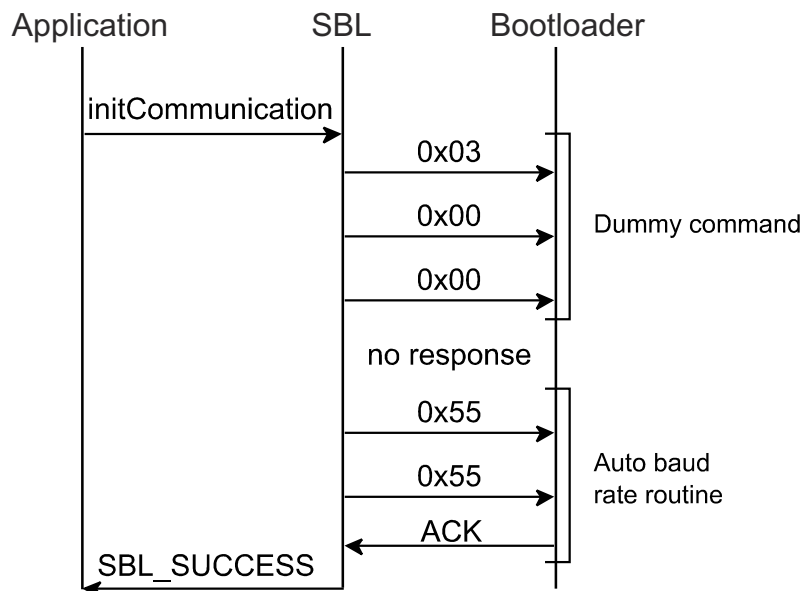 Application SBL Bootloader
initCommunication
0x03
0x00
Dummy command
0x00
no response
0x55
Auto baud
rate routine
0x55
ACK
SBL_SUCCESS